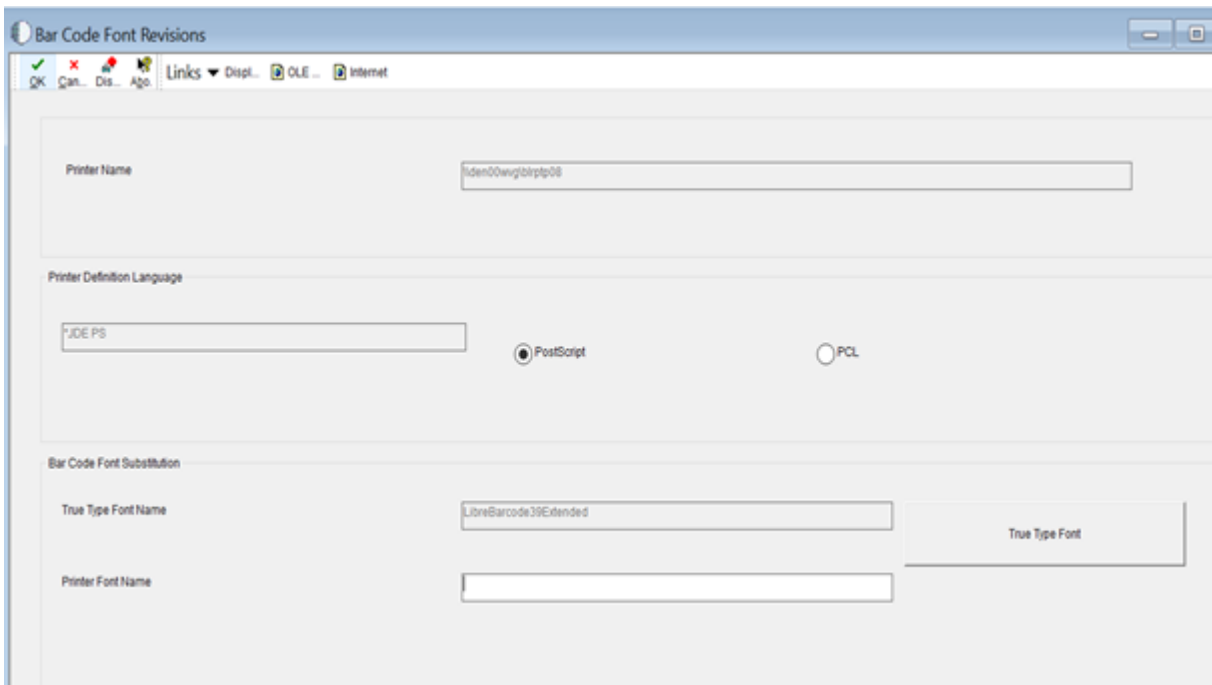 Bar Code Font Revisions
OK Can... Dis... Abo. Links Displ... OLE ... Internet
Printer Name \\den00wvg\blrptp08
Printer Definition Language
*JDE PS PostScript PCL
Bar Code Font Substitution
True Type Font Name LibreBarcode39Extended True Type Font
Printer Font Name